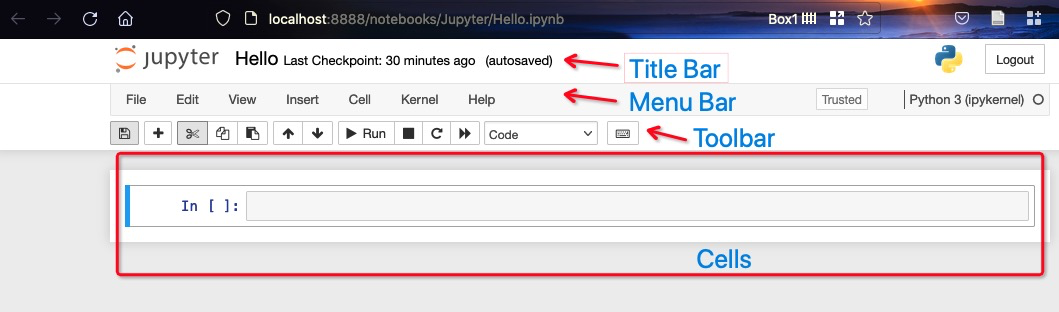 localhost:8888/notebooks/Jupyter/Hello.ipynb Box1
jupyter Hello Last Checkpoint: 30 minutes ago (autosaved) Title Bar Logout
File Edit View Insert Cell Kernel Help Menu Bar Trusted Python 3 (ipykernel)
Run Code Toolbar
In [ ]:
Cells